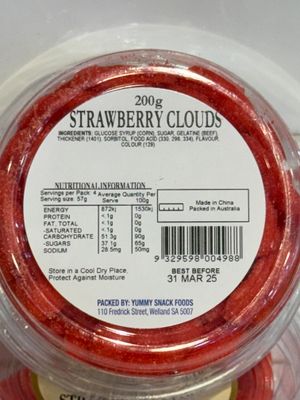 200g
STRAWBERRY CLOUDS
INGREDIENTS: GLUCOSE SYRUP (CORN), SUGAR, GELATINE (BEEF),
THICKENER (1401), SORBITOL, FOOD ACID (330, 296, 334), FLAVOUR,
COLOUR (129)
NUTRITIONAL INFORMATION
Servings per Pack: 4 Average Quantity Per
Serving size: 57g Serve 100g
ENERGY 872kj 1530kj
PROTEIN <.1g 0g
FAT. TOTAL <.1g 0g
-SATURATED <.1g 0g
CARBOHYDRATE 51.3g 90g
-SUGARS 37.1g 65g
SODIUM 28.5mg 50mg
Made in China
Packed in Australia
9 329598 004988
Store in a Cool Dry Place.
Protect Against Moisture
BEST BEFORE
31 MAR 25
PACKED BY: YUMMY SNACK FOODS
110 Fredrick Street, Welland SA 5007